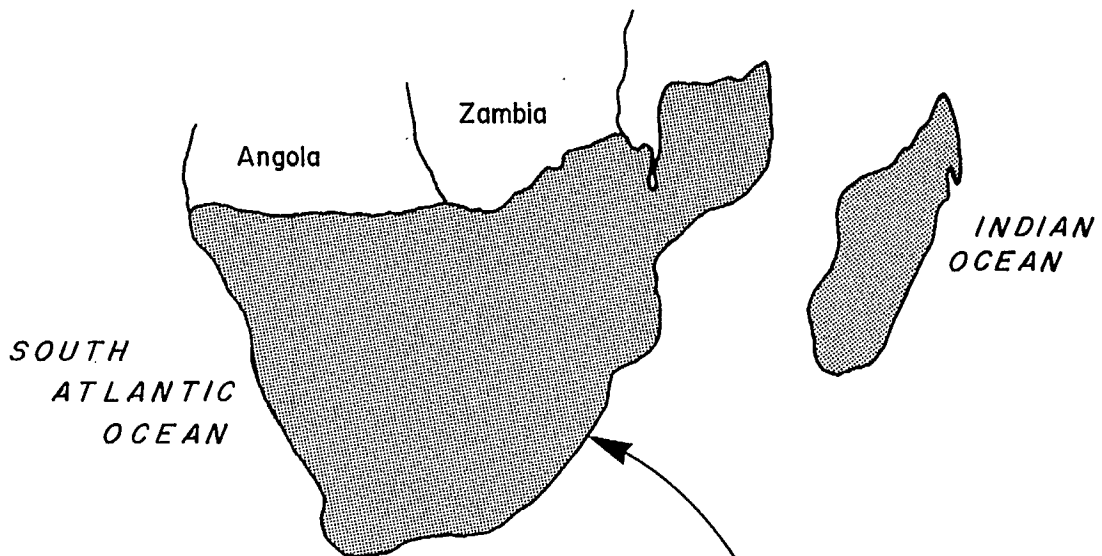 Zambia
Angola
INDIAN
OCEAN
SOUTH
ATLANTIC
OCEAN